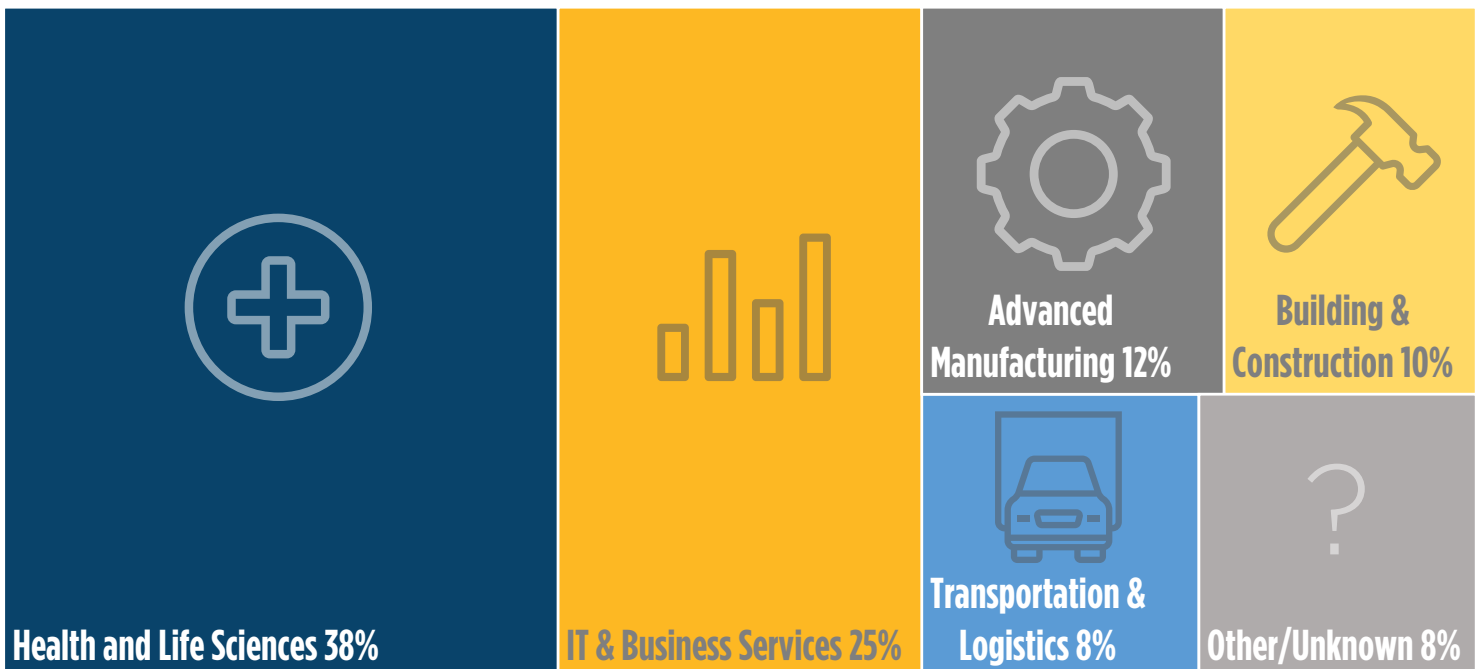 Health and Life Sciences 38%
IT & Business Services 25%
Advanced
Manufacturing 12%
Building &
Construction 10%
Transportation &
Logistics 8%
?
Other/Unknown 8%